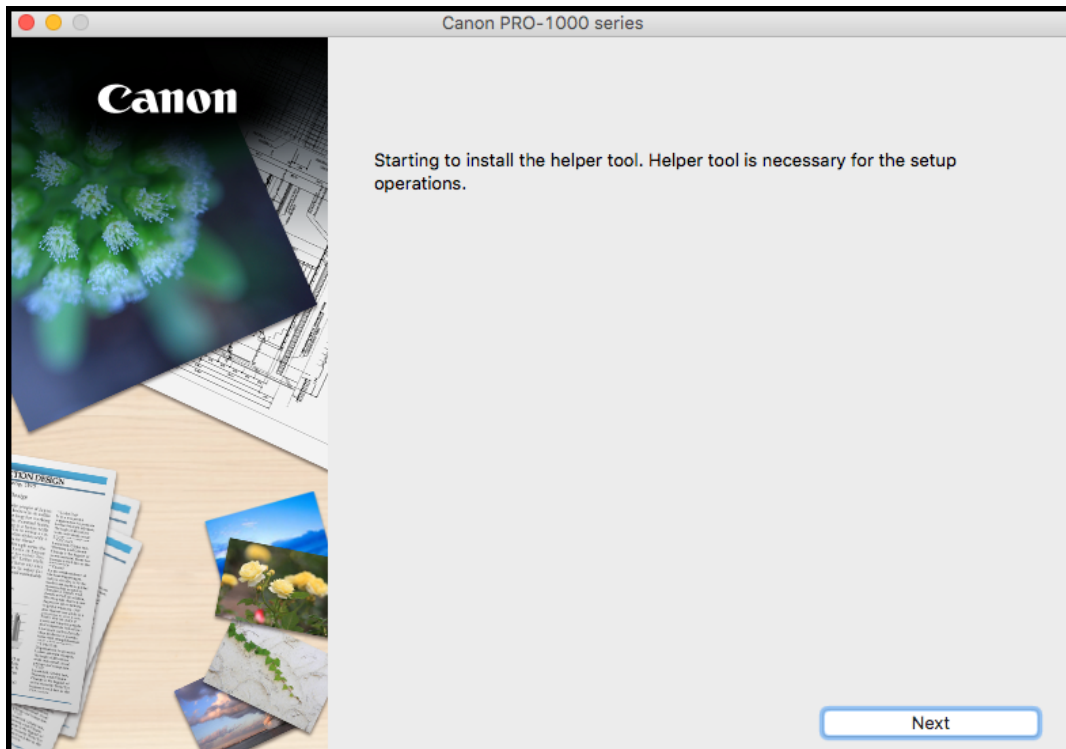 Canon PRO-1000 series
Canon
Starting to install the helper tool. Helper tool is necessary for the setup
operations.
Next